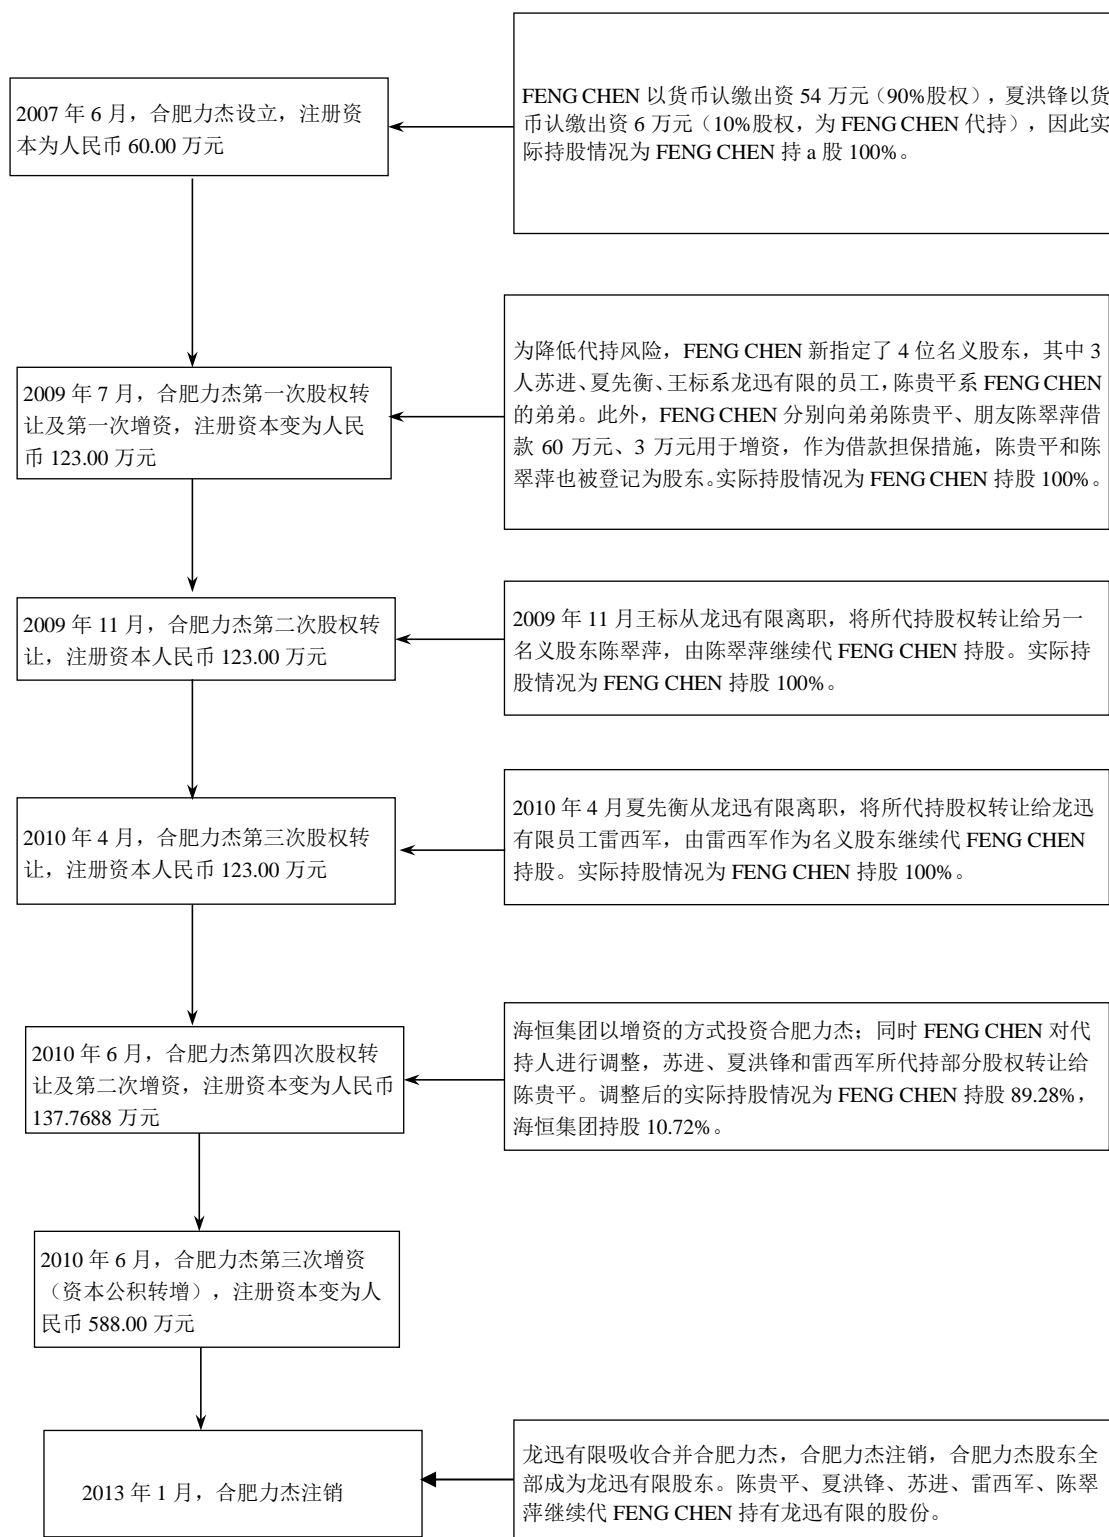 2007 年 6 月，合肥力杰设立，注册资
本为人民币 60.00 万元
FENG CHEN 以货币认缴出资 54 万元（90%股权），夏洪锋以货
币认缴出资 6 万元（10%股权，为 FENG CHEN 代持），因此实
际持股情况为 FENG CHEN 持 a 股 100%。
2009 年 7 月，合肥力杰第一次股权转
让及第一次增资，注册资本变为人民
币 123.00 万元
为降低代持风险，FENG CHEN 新指定了 4 位名义股东，其中 3
人苏进、夏先衡、王标系龙迅有限的员工，陈贵平系 FENG CHEN
的弟弟。此外，FENG CHEN 分别向弟弟陈贵平、朋友陈翠萍借
款 60 万元、3 万元用于增资，作为借款担保措施，陈贵平和陈
翠萍也被登记为股东。实际持股情况为 FENG CHEN 持股 100%。
2009 年 11 月，合肥力杰第二次股权转
让，注册资本人民币 123.00 万元
2009 年 11 月王标从龙迅有限离职，将所代持股权转让给另一
名义股东陈翠萍，由陈翠萍继续代 FENG CHEN 持股。实际持
股情况为 FENG CHEN 持股 100%。
2010 年 4 月，合肥力杰第三次股权转
让，注册资本人民币 123.00 万元
2010 年 4 月夏先衡从龙迅有限离职，将所代持股权转让给龙迅
有限员工雷西军，由雷西军作为名义股东继续代 FENG CHEN
持股。实际持股情况为 FENG CHEN 持股 100%。
2010 年 6 月，合肥力杰第四次股权转
让及第二次增资，注册资本变为人民币
137.7688 万元
海恒集团以增资的方式投资合肥力杰；同时 FENG CHEN 对代
持人进行调整，苏进、夏洪锋和雷西军所代持部分股权转让给
陈贵平。调整后的实际持股情况为 FENG CHEN 持股 89.28%，
海恒集团持股 10.72%。
2010 年 6 月，合肥力杰第三次增资
（资本公积转增），注册资本变为人
民币 588.00 万元
2013 年 1 月，合肥力杰注销
龙迅有限吸收合并合肥力杰，合肥力杰注销，合肥力杰股东全
部成为龙迅有限股东。陈贵平、夏洪锋、苏进、雷西军、陈翠
萍继续代 FENG CHEN 持有龙迅有限的股份。